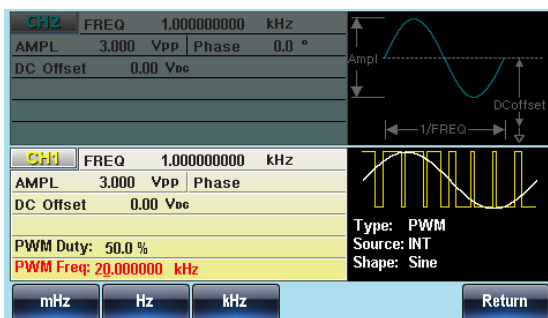 CH2 FREQ 1.000000000 kHz
AMPL 3.000 Vpp Phase 0.0 °
DC Offset 0.00 VDC
Ampl
DCoffset
1/FREQ
CH1 FREQ 1.000000000 kHz
AMPL 3.000 Vpp Phase
DC Offset 0.00 VDC
PWM Duty: 50.0 %
PWM Freq: 20.000000 kHz
Type: PWM
Source: INT
Shape: Sine
mHz Hz kHz Return